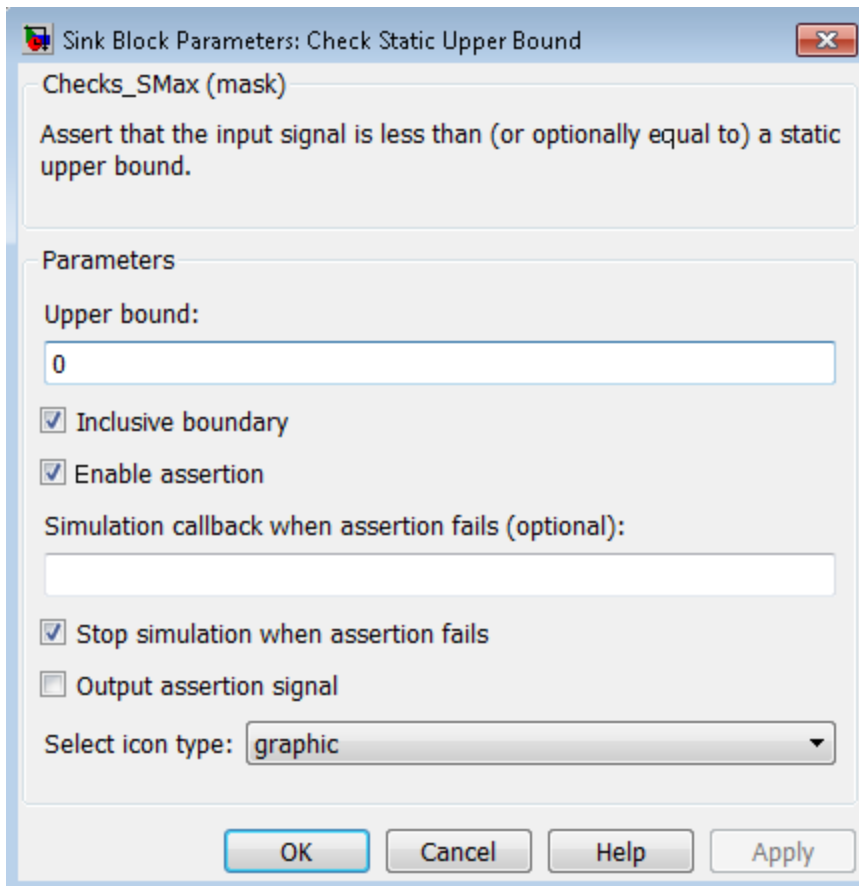 Sink Block Parameters: Check Static Upper Bound
Checks_SMax (mask)
Assert that the input signal is less than (or optionally equal to) a static
upper bound.
Parameters
Upper bound:
0
Inclusive boundary
Enable assertion
Simulation callback when assertion fails (optional):
Stop simulation when assertion fails
Output assertion signal
Select icon type: graphic
OK Cancel Help Apply